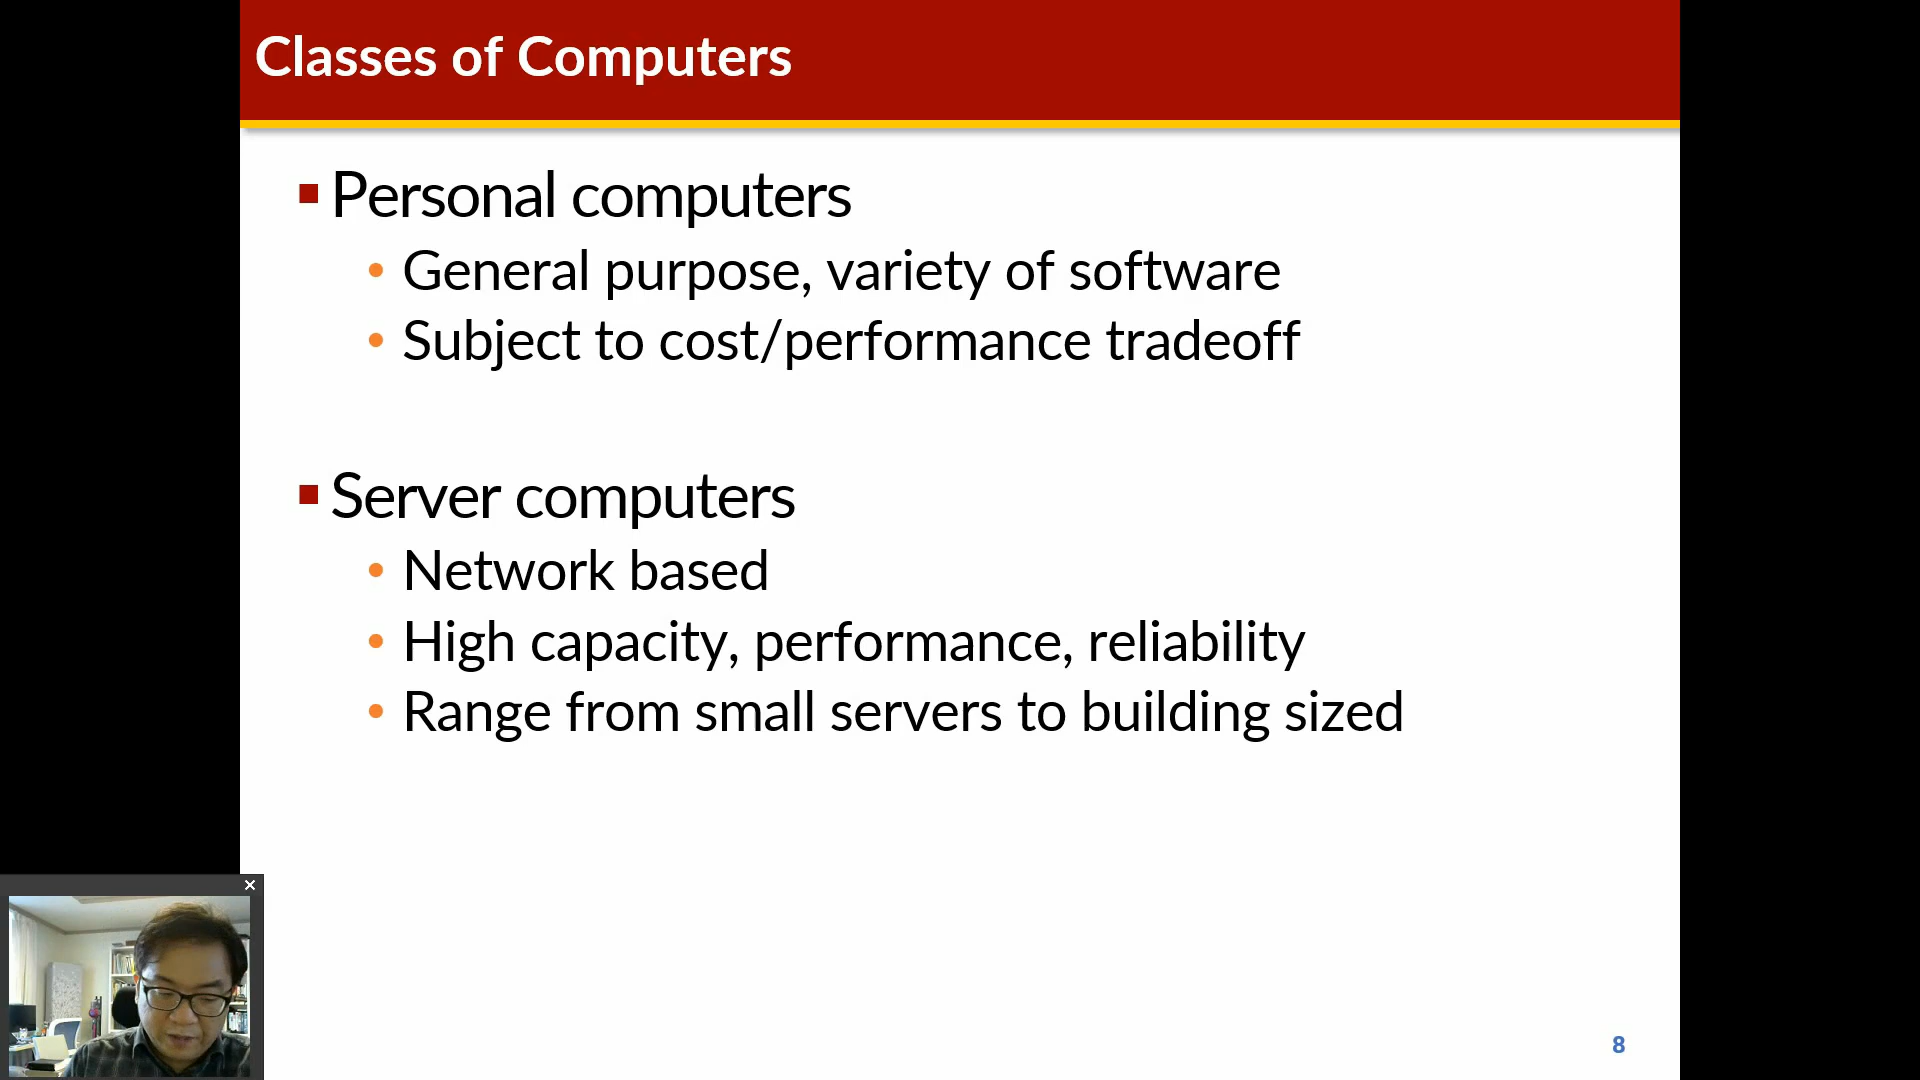 Classes of Computers
Personal computers
General purpose, variety of software
Subject to cost/performance tradeoff
Server computers
Network based
High capacity, performance, reliability
Range from small servers to building sized
8